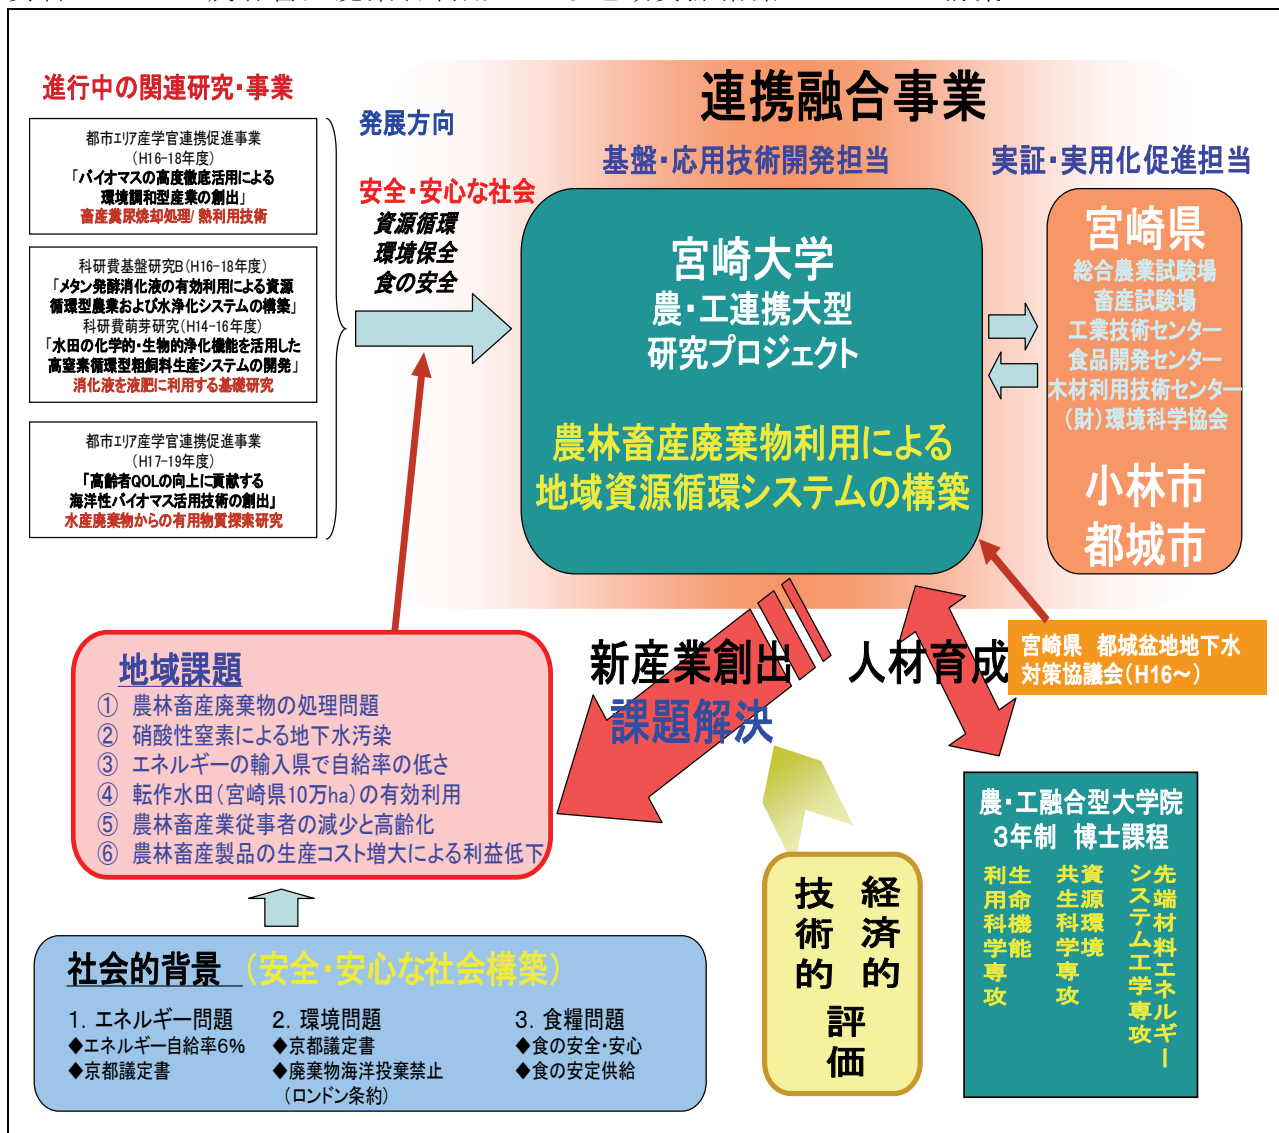 連携融合事業
進行中の関連研究・事業
都市エリア産学官連携促進事業
(H16-18年度)
「バイオマスの高度徹底活用による
環境調和型産業の創出」
畜産糞尿焼却処理/熱利用技術
科研費基盤研究B(H16-18年度)
「メタン発酵消化液の有効利用による資源
循環型農業および水浄化システムの構築」
科研費萌芽研究(H14-16年度)
「水田の化学的・生物的浄化機能を活用した
高窒素循環型粗飼料生産システムの開発」
消化液を液肥に利用する基礎研究
都市エリア産学官連携促進事業
(H17-19年度)
「高齢者QOLの向上に貢献する
海洋性バイオマス活用技術の創出」
水産廃棄物からの有用物質探索研究
発展方向
安全・安心な社会
資源循環
環境保全
食の安全
基盤・応用技術開発担当
宮崎大学
農・工連携大型
研究プロジェクト
農林畜産廃棄物利用による
地域資源循環システムの構築
実証・実用化促進担当
宮崎県
総合農業試験場
畜産試験場
工業技術センター
食品開発センター
木材利用技術センター
(財)環境科学協会
小林市
都城市
新産業創出
課題解決
人材育成
宮崎県 都城盆地地下水
対策協議会(H16～)
地域課題
① 農林畜産廃棄物の処理問題
② 硝酸性窒素による地下水汚染
③ エネルギーの輸入県で自給率の低さ
④ 転作水田(宮崎県10万ha)の有効利用
⑤ 農林畜産業従事者の減少と高齢化
⑥ 農林畜産製品の生産コスト増大による利益低下
社会的背景 (安全・安心な社会構築)
1. エネルギー問題
◆エネルギー自給率6%
◆京都議定書
2. 環境問題
◆京都議定書
◆廃棄物海洋投棄禁止
(ロンドン条約)
3. 食糧問題
◆食の安全・安心
◆食の安定供給
経済的
技術的
評価
農・工融合型大学院
3年制 博士課程
生命機能
利用科学専攻
資源環境
共生科学専攻
先端材料エネルギー
システム工学専攻